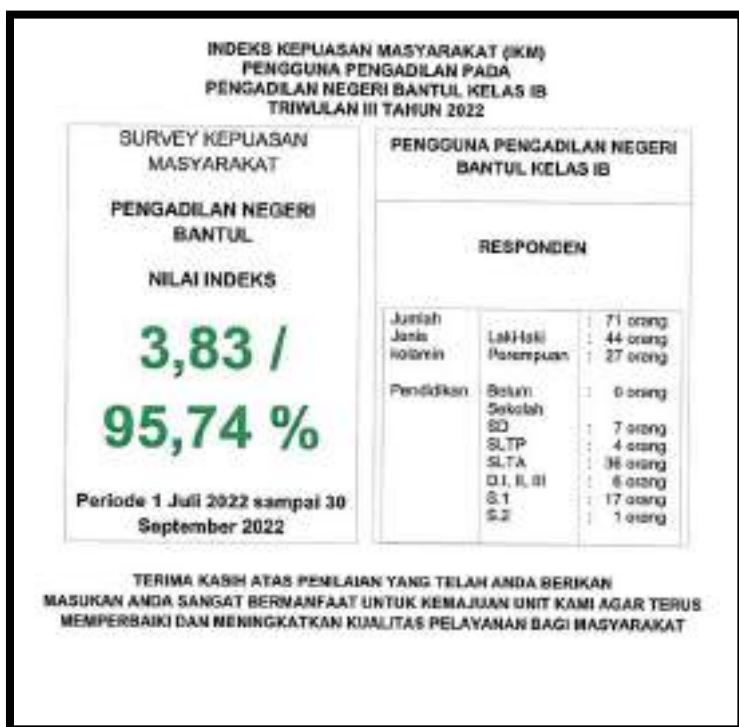 INDEKS KEPUASAN MASYARAKAT (IKM)
PENGGUNA PENGADILAN PADA
PENGADILAN NEGERI BANTUL KELAS IB
TRIWULAN III TAHUN 2022
SURVEY KEPUASAN
MASYARAKAT
PENGADILAN NEGERI
BANTUL
NILAI INDEKS
3,83 /
95,74 %
Periode 1 Juli 2022 sampai 30
September 2022
PENGGUNA PENGADILAN NEGERI
BANTUL KELAS IB
RESPONDEN
Jumlah : 71 orang
Jenis Laki-laki : 44 orang
kelamin Perempuan : 27 orang
Pendidikan Belum : 0 orang
Sekolah
SD : 7 orang
SLTP : 4 orang
SLTA : 36 orang
D.I, II, III : 6 orang
S.1 : 17 orang
S.2 : 1 orang
TERIMA KASIH ATAS PENILAIAN YANG TELAH ANDA BERIKAN
MASUKAN ANDA SANGAT BERMANFAAT UNTUK KEMAJUAN UNIT KAMI AGAR TERUS
MEMPERBAIKI DAN MENINGKATKAN KUALITAS PELAYANAN BAGI MASYARAKAT